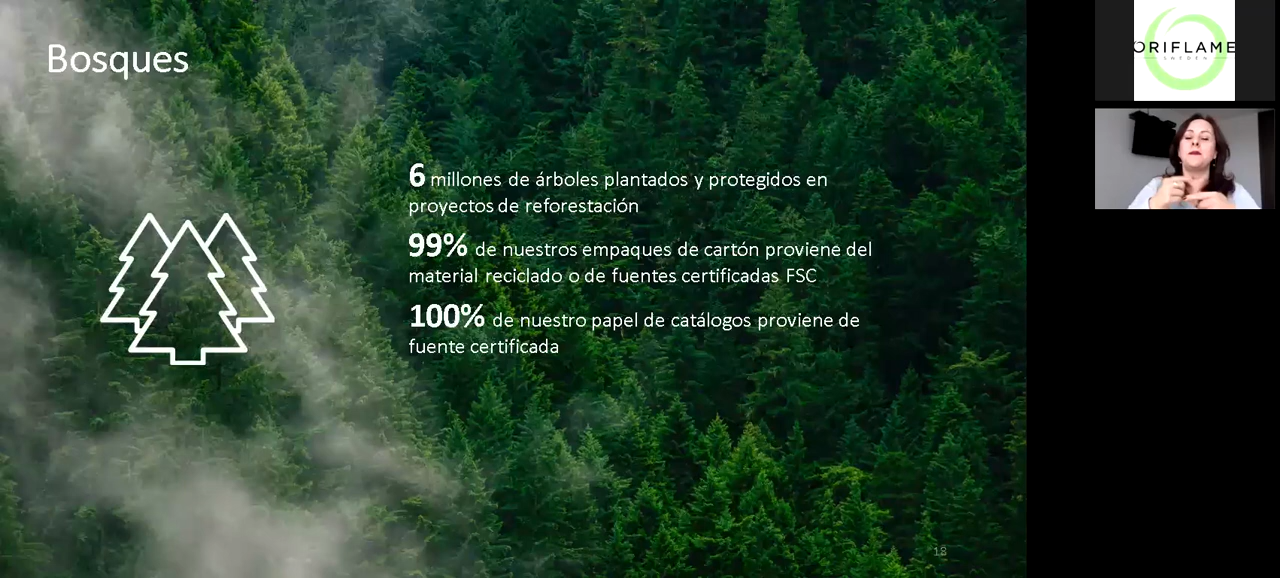 Bosques
6 millones de árboles plantados y protegidos en
proyectos de reforestación
99% de nuestros empaques de cartón proviene del
material reciclado o de fuentes certificadas FSC
100% de nuestro papel de catálogos proviene de
fuente certificada
18
ORIFLAME
SWEDEN